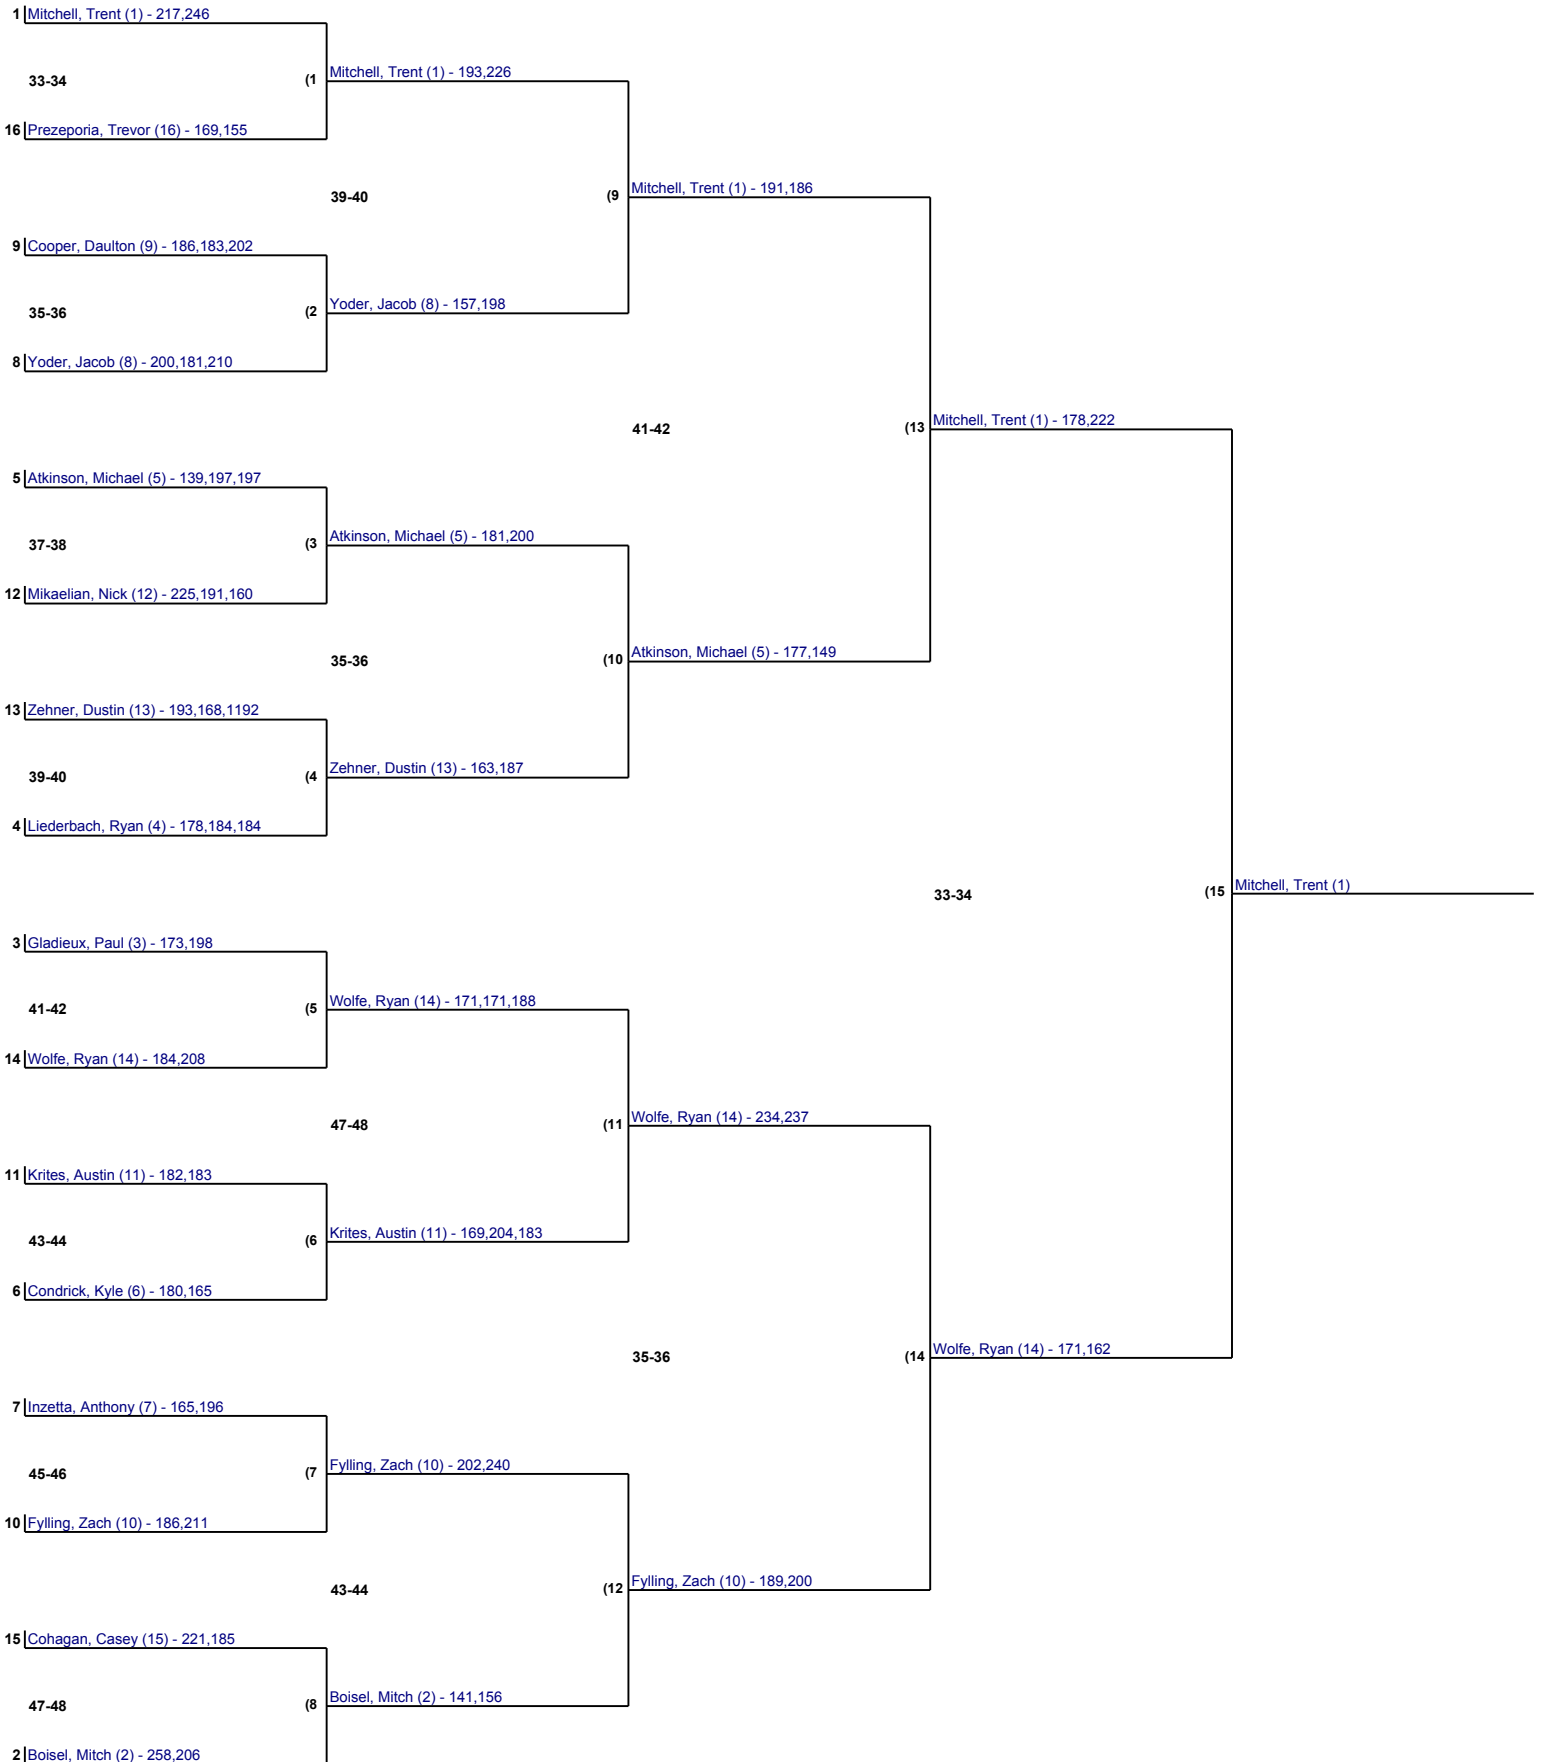 1 Mitchell, Trent (1) - 217,246
33-34 (1 Mitchell, Trent (1) - 193,226
16 Prezeporia, Trevor (16) - 169,155
39-40 (9 Mitchell, Trent (1) - 191,186
9 Cooper, Daulton (9) - 186,183,202
35-36 (2 Yoder, Jacob (8) - 157,198
8 Yoder, Jacob (8) - 200,181,210
41-42 (13 Mitchell, Trent (1) - 178,222
5 Atkinson, Michael (5) - 139,197,197
37-38 (3 Atkinson, Michael (5) - 181,200
12 Mikaelian, Nick (12) - 225,191,160
35-36 (10 Atkinson, Michael (5) - 177,149
13 Zehner, Dustin (13) - 193,168,1192
39-40 (4 Zehner, Dustin (13) - 163,187
4 Liederbach, Ryan (4) - 178,184,184
33-34 (15 Mitchell, Trent (1)
3 Gladieux, Paul (3) - 173,198
41-42 (5 Wolfe, Ryan (14) - 171,171,188
14 Wolfe, Ryan (14) - 184,208
47-48 (11 Wolfe, Ryan (14) - 234,237
11 Krites, Austin (11) - 182,183
43-44 (6 Krites, Austin (11) - 169,204,183
6 Condrick, Kyle (6) - 180,165
35-36 (14 Wolfe, Ryan (14) - 171,162
7 Inzetta, Anthony (7) - 165,196
45-46 (7 Fylling, Zach (10) - 202,240
10 Fylling, Zach (10) - 186,211
43-44 (12 Fylling, Zach (10) - 189,200
15 Cohagan, Casey (15) - 221,185
47-48 (8 Boisel, Mitch (2) - 141,156
2 Boisel, Mitch (2) - 258,206